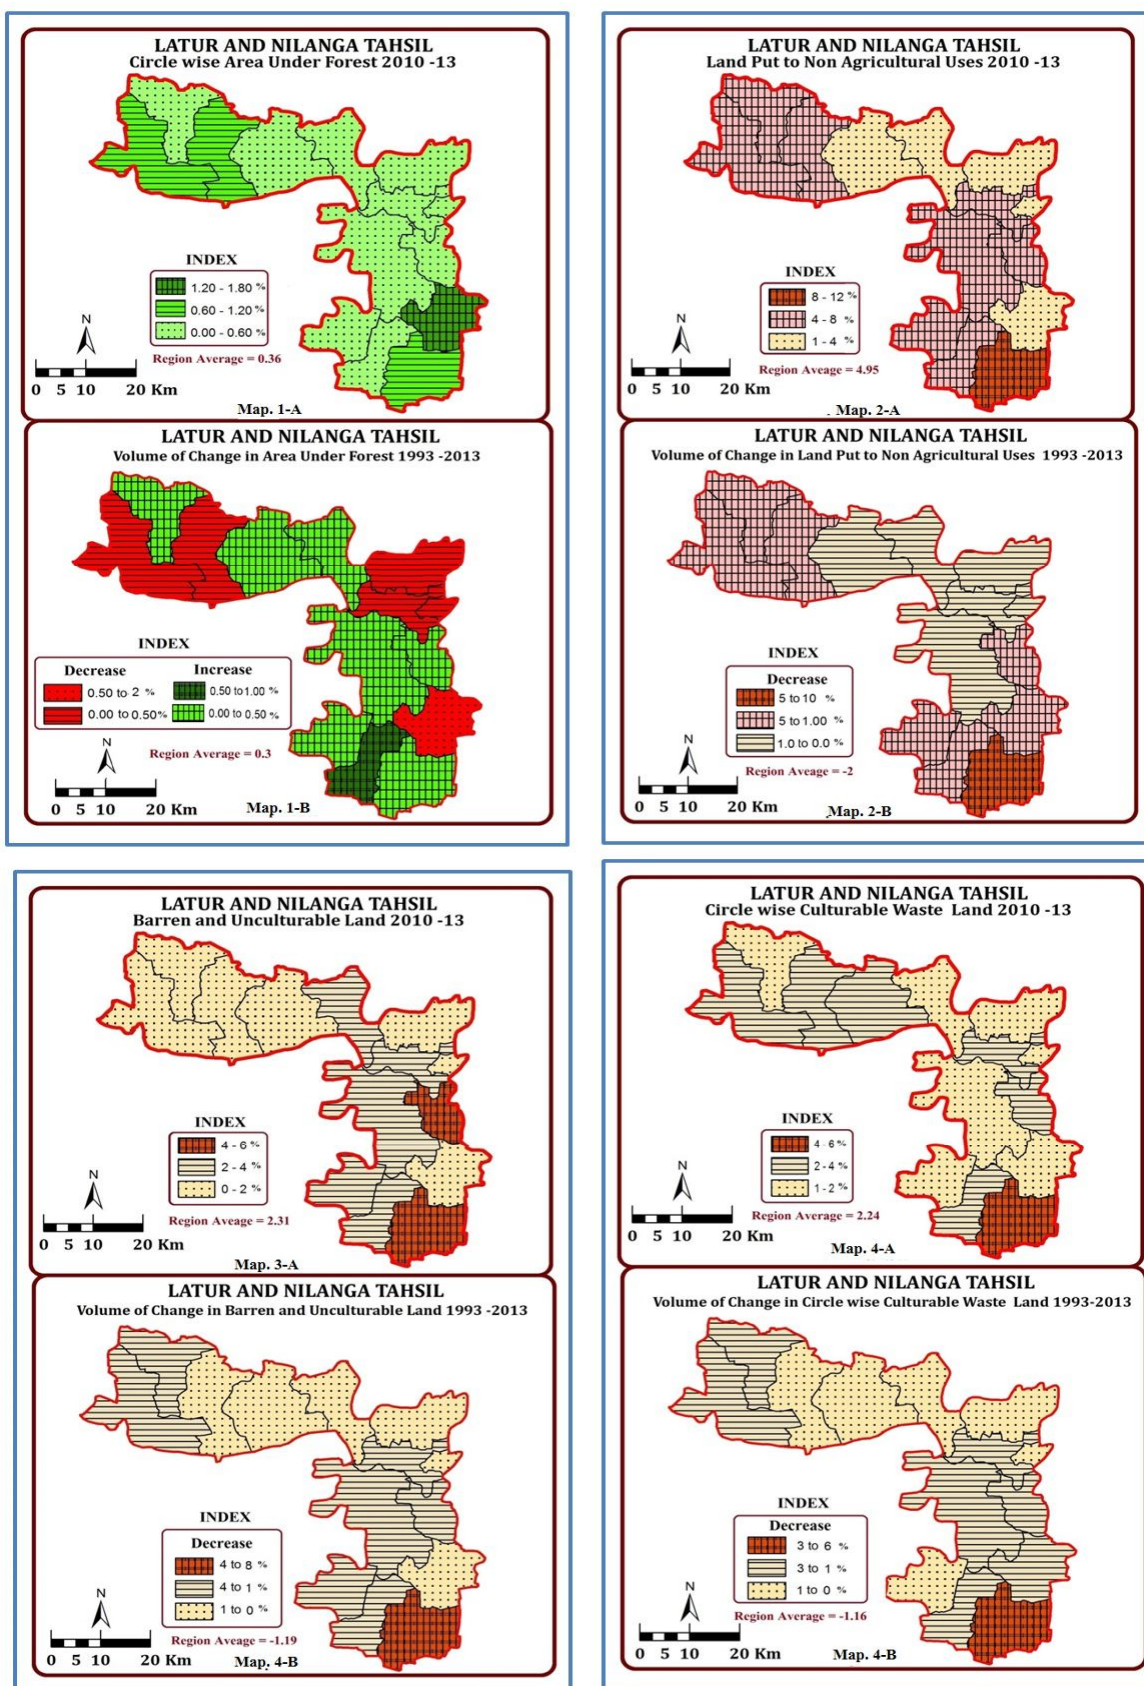 LATUR AND NILANGA TAHSIL
Circle wise Area Under Forest 2010 -13
INDEX
1.20 - 1.80 %
0.60 - 1.20 %
0.00 - 0.60 %
Region Average = 0.36
N
0 5 10 20 Km
Map. 1-A
LATUR AND NILANGA TAHSIL
Volume of Change in Area Under Forest 1993 -2013
INDEX
Decrease Increase
0.50 to 2 % 0.50 to1.00 %
0.00 to 0.50% 0.00 to 0.50 %
Region Average = 0.3
N
0 5 10 20 Km
Map. 1-B
LATUR AND NILANGA TAHSIL
Land Put to Non Agricultural Uses 2010 -13
INDEX
8 - 12 %
4 - 8 %
1 - 4 %
Region Aveage = 4.95
N
0 5 10 20 Km
Map. 2-A
LATUR AND NILANGA TAHSIL
Volume of Change in Land Put to Non Agricultural Uses 1993 -2013
INDEX
Decrease
5 to 10 %
5 to 1.00 %
1.0 to 0.0 %
Region Aveage = -2
N
0 5 10 20 Km
Map. 2-B
LATUR AND NILANGA TAHSIL
Barren and Unculturable Land 2010 -13
INDEX
4 - 6 %
2 - 4 %
0 - 2 %
Region Aveage = 2.31
N
0 5 10 20 Km
Map. 3-A
LATUR AND NILANGA TAHSIL
Volume of Change in Barren and Unculturable Land 1993 -2013
INDEX
Decrease
4 to 8 %
4 to 1 %
1 to 0 %
Region Aveage = -1.19
N
0 5 10 20 Km
Map. 4-B
LATUR AND NILANGA TAHSIL
Circle wise Culturable Waste Land 2010 -13
INDEX
4 - 6 %
2 - 4 %
1 - 2 %
Region Average = 2.24
N
0 5 10 20 Km
Map. 4-A
LATUR AND NILANGA TAHSIL
Volume of Change in Circle wise Culturable Waste Land 1993-2013
INDEX
Decrease
3 to 6 %
3 to 1 %
1 to 0 %
Region Average = -1.16
N
0 5 10 20 Km
Map. 4-B